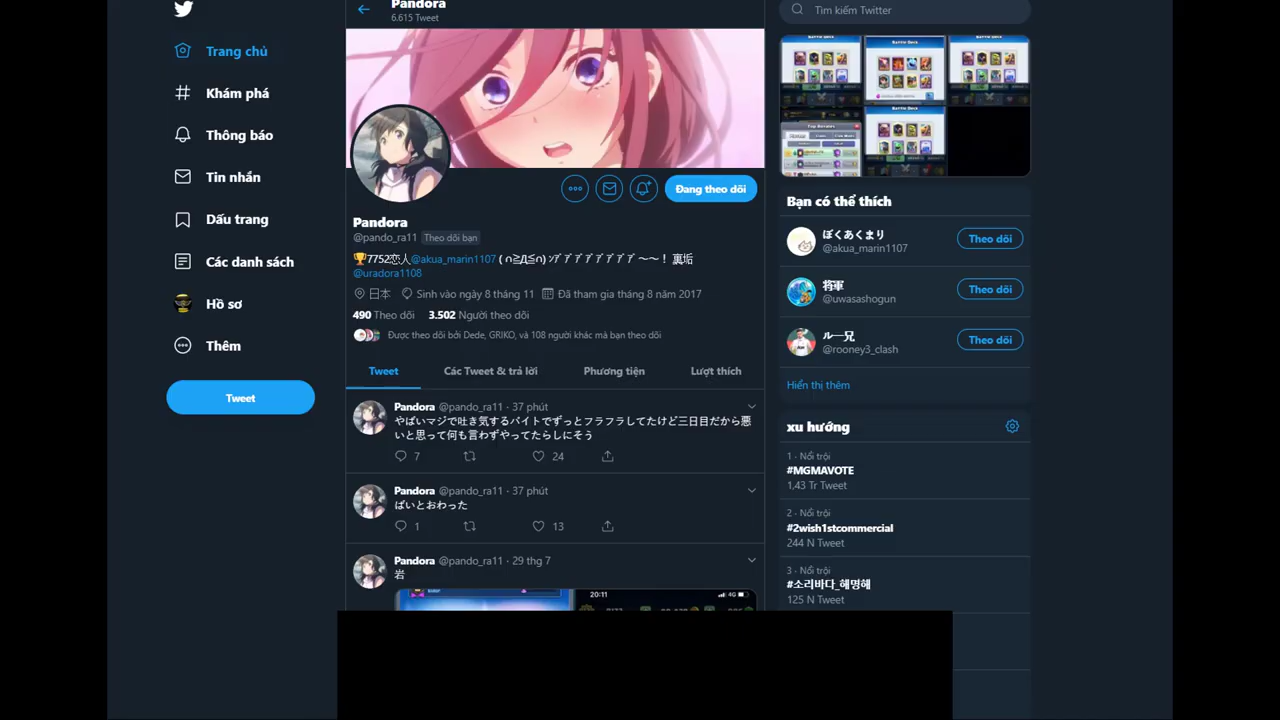 Trang chủ
Khám phá
Thông báo
Tin nhắn
Dấu trang
Các danh sách
Hồ sơ
Thêm
Tweet
Pandora
6.615 Tweet
Đang theo dõi
Pandora
@pando_ra11 Theo dõi bạn
🏆7752恋人@akua_marin1107
裏垢
@uradora1108
日本 Sinh vào ngày 8 tháng 11 Đã tham gia tháng 8 năm 2017
490 Theo dõi 3.502 Người theo dõi
Được theo dõi bởi Dede, GRIKO, và 108 người khác mà bạn theo dõi
Tweet Các Tweet & trả lời Phương tiện Lượt thích
Pandora @pando_ra11 · 37 phút
やばいマジで吐き気するバイトでずっとフラフラしてたけど三日目だから悪
いと思って何も言わずやってたらしにそう
7 24
Pandora @pando_ra11 · 37 phút
ばいとおわった
1 13
Pandora @pando_ra11 · 29 thg 7
岩
20:11
4G
Tìm kiếm Twitter
Battle Deck
Battle Deck
Battle Deck
Battle Deck
Bạn có thể thích
ぼくあくまり
@akua_marin1107
Theo dõi
将軍
@uwasashogun
Theo dõi
ルー兄
@rooney3_clash
Theo dõi
Hiển thị thêm
xu hướng
1 · Nổi trội
#MGMAVOTE
1,43 Tr Tweet
2 · Nổi trội
#2wish1stcommercial
244 N Tweet
3 · Nổi trội
#소리바다_혜명혜
125 N Tweet